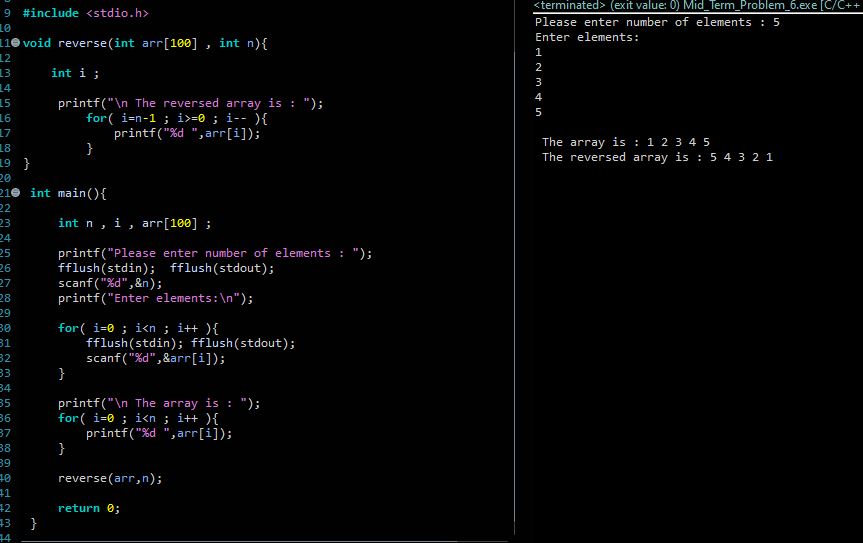 9 #include <stdio.h>
10
11 void reverse(int arr[100] , int n){
12
13 int i ;
14
15 printf("\n The reversed array is : ");
16 for( i=n-1 ; i>=0 ; i-- ){
17 printf("%d ",arr[i]);
18 }
19 }
20
21 int main(){
22
23 int n , i , arr[100] ;
24
25 printf("Please enter number of elements : ");
26 fflush(stdin); fflush(stdout);
27 scanf("%d",&n);
28 printf("Enter elements:\n");
29
30 for( i=0 ; i<n ; i++ ){
31 fflush(stdin); fflush(stdout);
32 scanf("%d",&arr[i]);
33 }
34
35 printf("\n The array is : ");
36 for( i=0 ; i<n ; i++ ){
37 printf("%d ",arr[i]);
38 }
39
40 reverse(arr,n);
41
42 return 0;
43 }
44
<terminated> (exit value: 0) Mid_Term_Problem_6.exe [C/C++
Please enter number of elements : 5
Enter elements:
1
2
3
4
5
The array is : 1 2 3 4 5
The reversed array is : 5 4 3 2 1